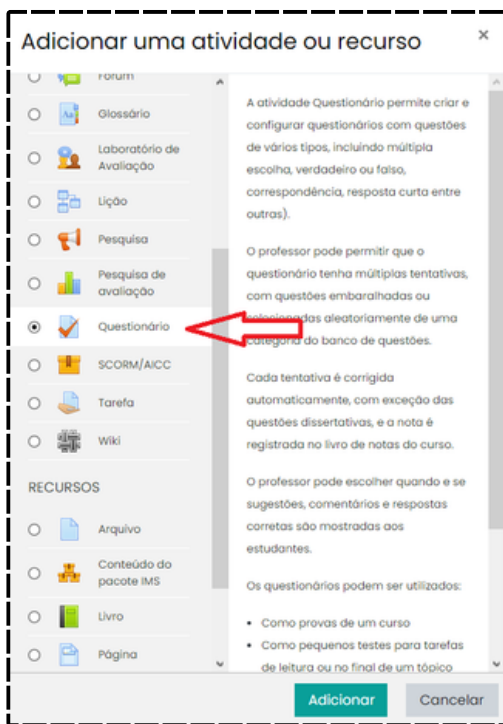 Adicionar uma atividade ou recurso
×
Fórum
Glossário
Laboratório de
Avaliação
Lição
Pesquisa
Pesquisa de
avaliação
Questionário
SCORM/AICC
Tarefa
Wiki
RECURSOS
Arquivo
Conteúdo do
pacote IMS
Livro
Página
A atividade Questionário permite criar e
configurar questionários com questões
de vários tipos, incluindo múltipla
escolha, verdadeiro ou falso,
correspondência, resposta curta entre
outras).
O professor pode permitir que o
questionário tenha múltiplas tentativas,
com questões embaralhadas ou
selecionadas aleatoriamente de uma
categoria do banco de questões.
Cada tentativa é corrigida
automaticamente, com exceção das
questões dissertativas, e a nota é
registrada no livro de notas do curso.
O professor pode escolher quando e se
sugestões, comentários e respostas
corretas são mostradas aos
estudantes.
Os questionários podem ser utilizados:
• Como provas de um curso
• Como pequenos testes para tarefas
de leitura ou no final de um tópico
Adicionar
Cancelar